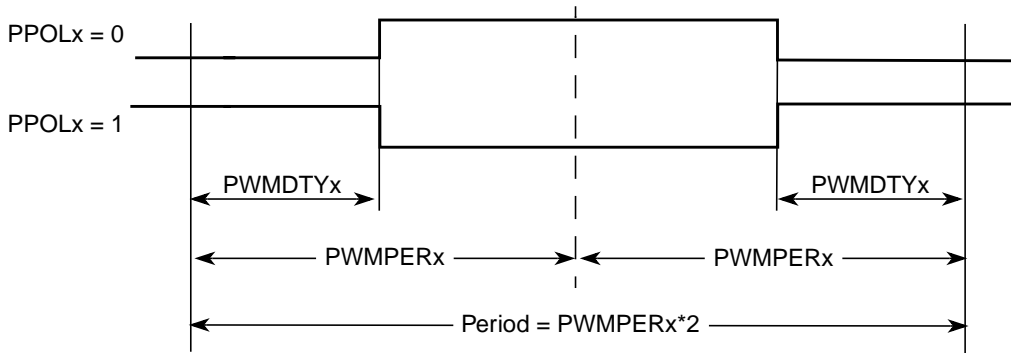 PPOLx = 0
PPOLx = 1
PWMDTYx
PWMDTYx
PWMPERx
PWMPERx
Period = PWMPERx*2